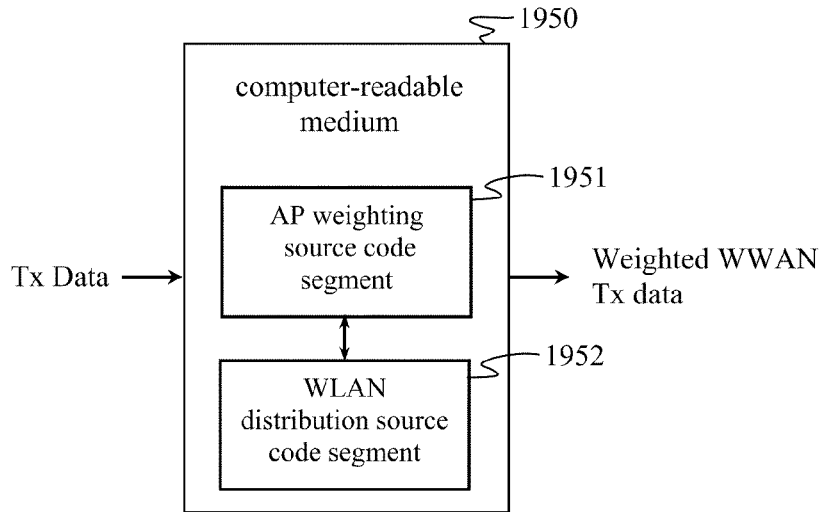 1950
computer-readable
medium
1951
AP weighting
source code
segment
Tx Data
Weighted WWAN
Tx data
1952
WLAN
distribution source
code segment